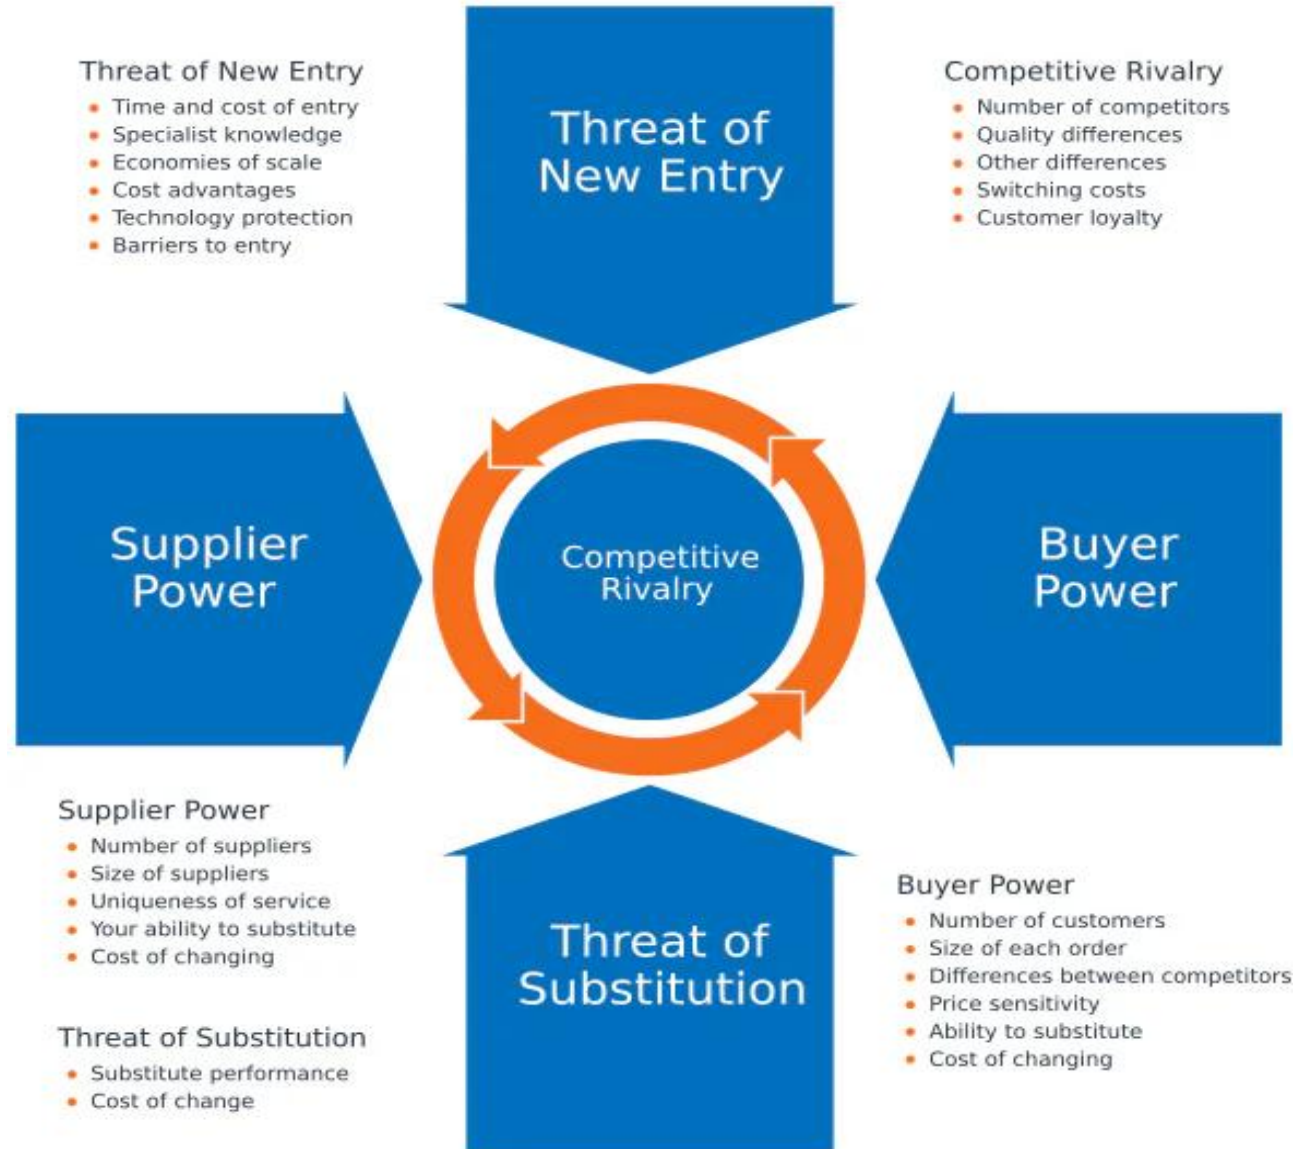 Threat of New Entry
Time and cost of entry
Specialist knowledge
Economies of scale
Cost advantages
Technology protection
Barriers to entry
Threat of
New Entry
Competitive Rivalry
Number of competitors
Quality differences
Other differences
Switching costs
Customer loyalty
Supplier
Power
Competitive
Rivalry
Buyer
Power
Supplier Power
Number of suppliers
Size of suppliers
Uniqueness of service
Your ability to substitute
Cost of changing
Threat of Substitution
Substitute performance
Cost of change
Threat of
Substitution
Buyer Power
Number of customers
Size of each order
Differences between competitors
Price sensitivity
Ability to substitute
Cost of changing